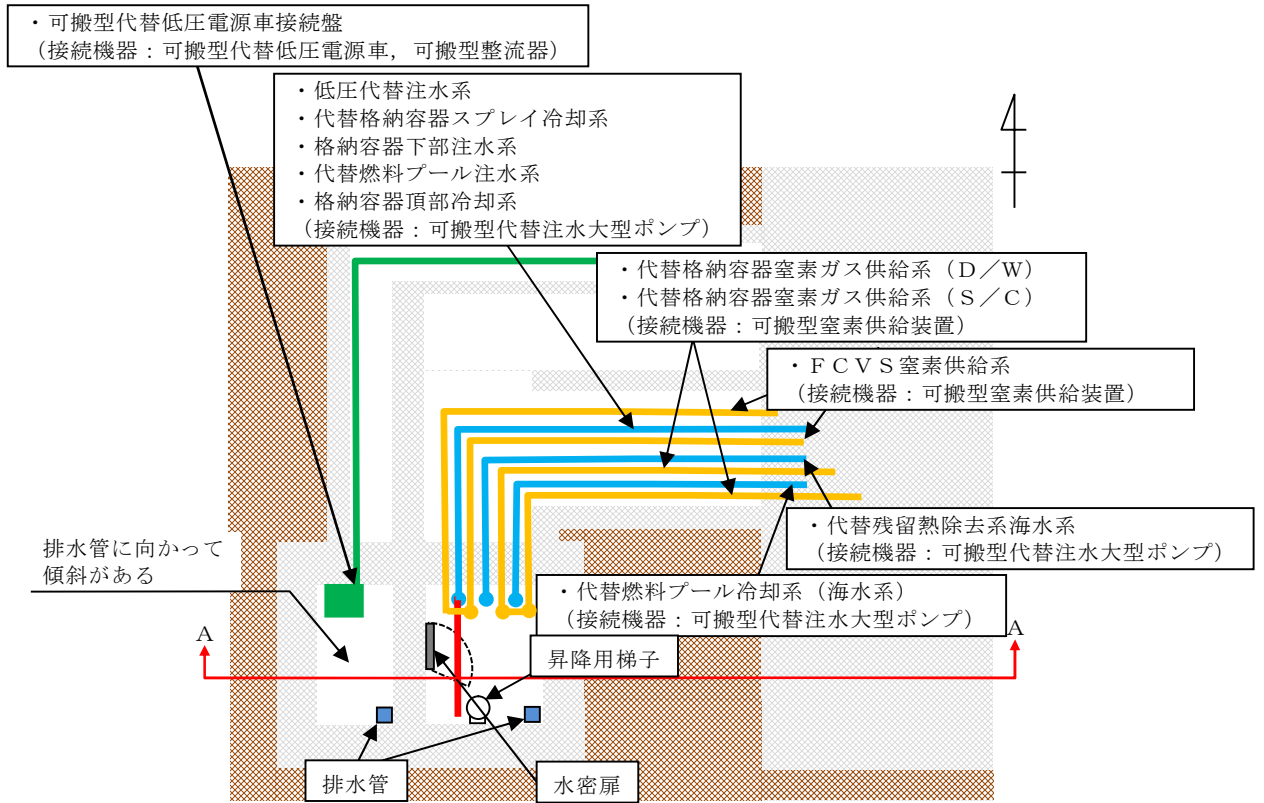 ・可搬型代替低圧電源車接続盤
（接続機器：可搬型代替低圧電源車，可搬型整流器）
・低圧代替注水系
・代替格納容器スプレイ冷却系
・格納容器下部注水系
・代替燃料プール注水系
・格納容器頂部冷却系
（接続機器：可搬型代替注水大型ポンプ）
・代替格納容器窒素ガス供給系（Ｄ／Ｗ）
・代替格納容器窒素ガス供給系（Ｓ／Ｃ）
（接続機器：可搬型窒素供給装置）
・ＦＣＶＳ窒素供給系
（接続機器：可搬型窒素供給装置）
・代替残留熱除去系海水系
（接続機器：可搬型代替注水大型ポンプ）
排水管に向かって
傾斜がある
・代替燃料プール冷却系（海水系）
（接続機器：可搬型代替注水大型ポンプ）
A
A
昇降用梯子
排水管
水密扉